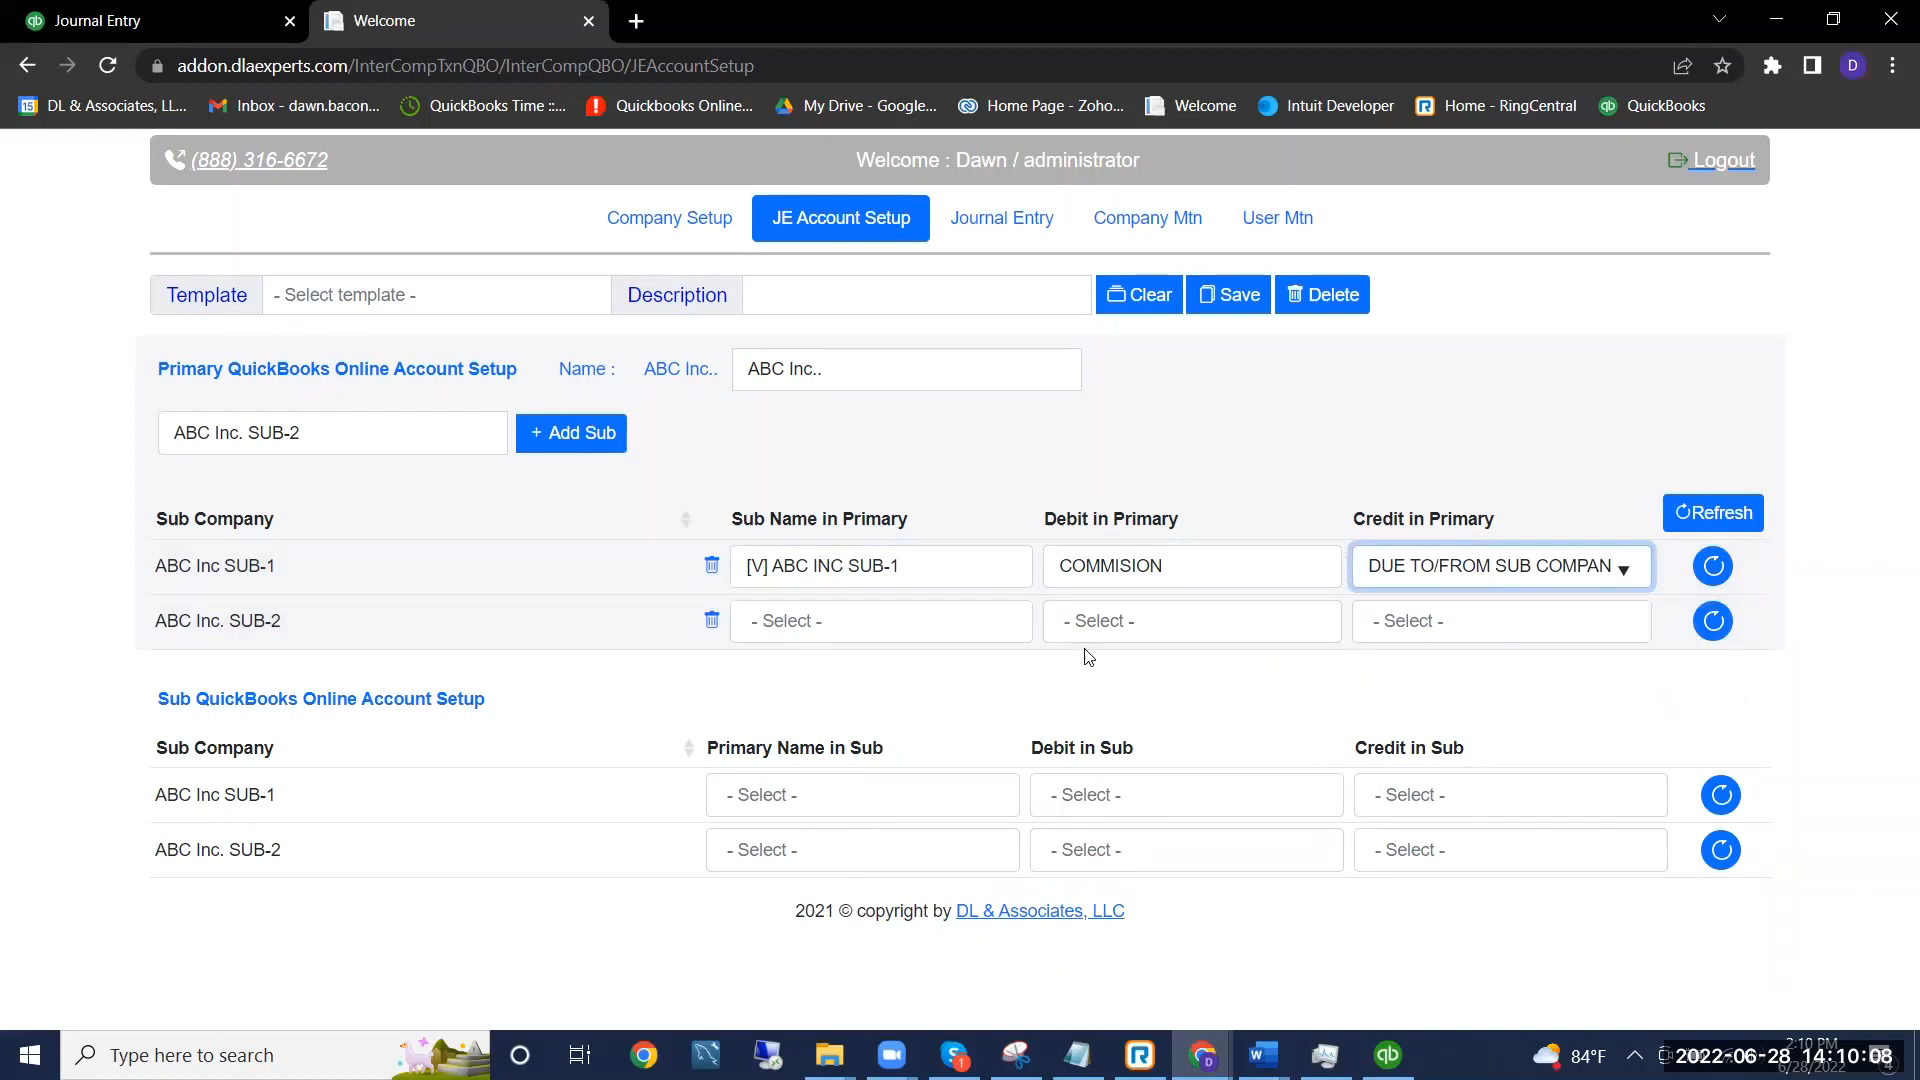 Journal Entry
Welcome
addon.dlaexperts.com/InterCompTxnQBO/InterCompQBO/JEAccountSetup
D
15 DL & Associates, LL... Inbox - dawn.bacon... QuickBooks Time ::... Quickbooks Online... My Drive - Google... Home Page - Zoho... Welcome Intuit Developer Home - RingCentral QuickBooks
(888) 316-6672 Welcome : Dawn / administrator Logout
Company Setup JE Account Setup Journal Entry Company Mtn User Mtn
Template - Select template - Description Clear Save Delete
Primary QuickBooks Online Account Setup Name : ABC Inc.. ABC Inc..
ABC Inc. SUB-2 + Add Sub
Sub Company Sub Name in Primary Debit in Primary Credit in Primary Refresh
ABC Inc SUB-1 [V] ABC INC SUB-1 COMMISION DUE TO/FROM SUB COMPAN
ABC Inc. SUB-2 - Select - - Select - - Select -
Sub QuickBooks Online Account Setup
Sub Company Primary Name in Sub Debit in Sub Credit in Sub
ABC Inc SUB-1 - Select - - Select - - Select -
ABC Inc. SUB-2 - Select - - Select - - Select -
2021 © copyright by DL & Associates, LLC
Type here to search
84°F
2:10 PM
2022-06-28 14:10:08
6/28/2022